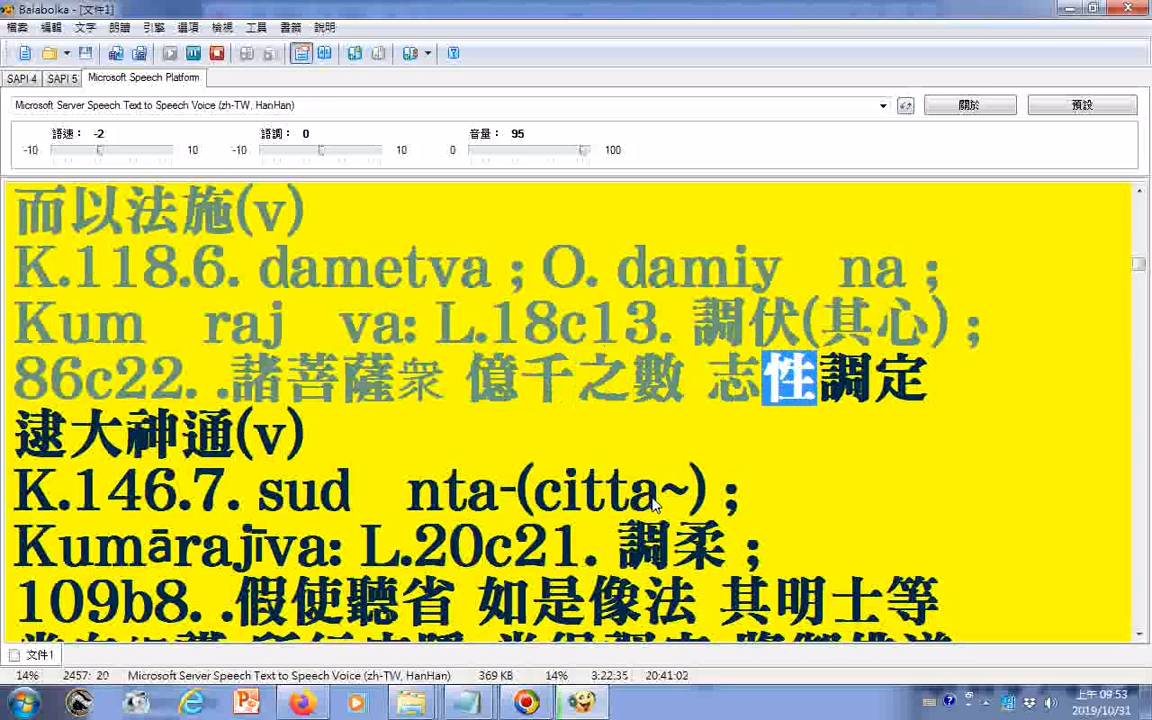 Balabolka - [文件1]
檔案 編輯 文字 朗讀 引擎 選項 檢視 工具 書籤 說明
SAPI 4 SAPI 5 Microsoft Speech Platform
Microsoft Server Speech Text to Speech Voice (zh-TW, HanHan) 關於 預設
語速： -2 語調： 0 音量： 95
-10 10 -10 10 0 100
而以法施(v)
K.118.6. dametva ; O. damiy na ;
Kum raj va: L.18c13. 調伏(其心) ;
86c22. .諸菩薩衆 億千之數 志性調定
逮大神通(v)
K.146.7. sud nta-(citta~) ;
Kumārajīva: L.20c21. 調柔 ;
109b8. .假使聽省 如是像法 其明士等
文件1
14% 2457: 20 Microsoft Server Speech Text to Speech Voice (zh-TW, HanHan) 369 KB 14% 3:22:35 20:41:02
上午 09:53
2019/10/31